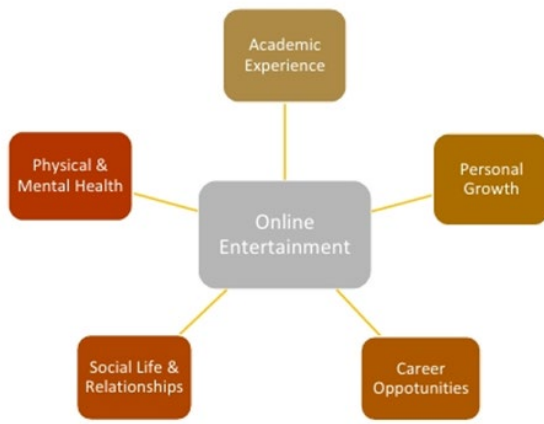 Academic
Experience
Physical &
Mental Health
Personal
Growth
Online
Entertainment
Social Life &
Relationships
Career
Oppotunities